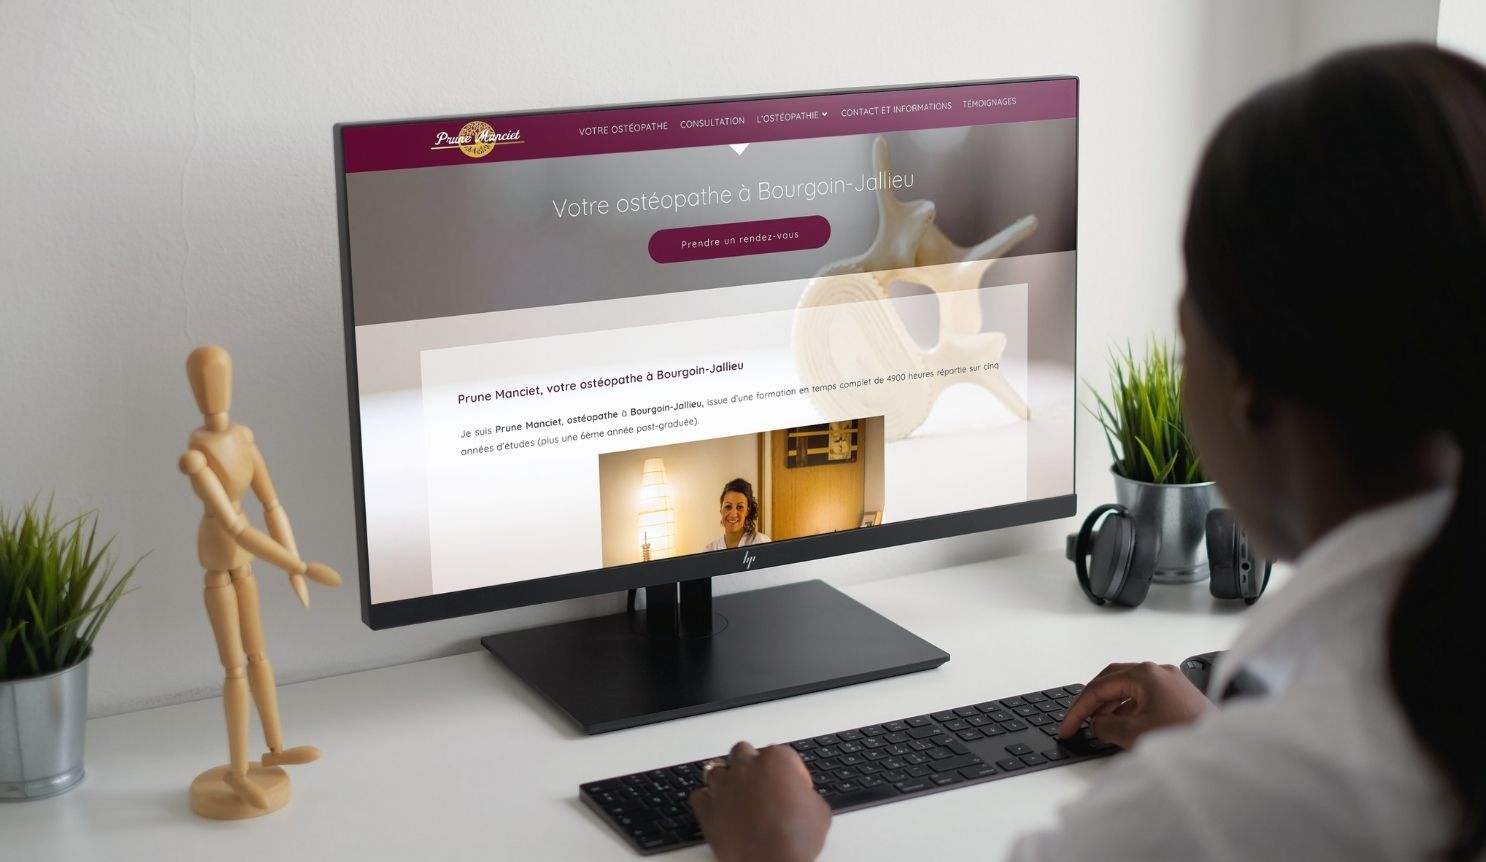 Prune Manciet
VOTRE OSTÉOPATHE CONSULTATION L'OSTÉOPATHIE CONTACT ET INFORMATIONS TÉMOIGNAGES
Votre ostéopathe à Bourgoin-Jallieu
Prendre un rendez-vous
Prune Manciet, votre ostéopathe à Bourgoin-Jallieu
Je suis Prune Manciet, ostéopathe à Bourgoin-Jallieu, issue d'une formation en temps complet de 4900 heures répartie sur cinq
années d'études (plus une 6ème année post-graduée).
hp